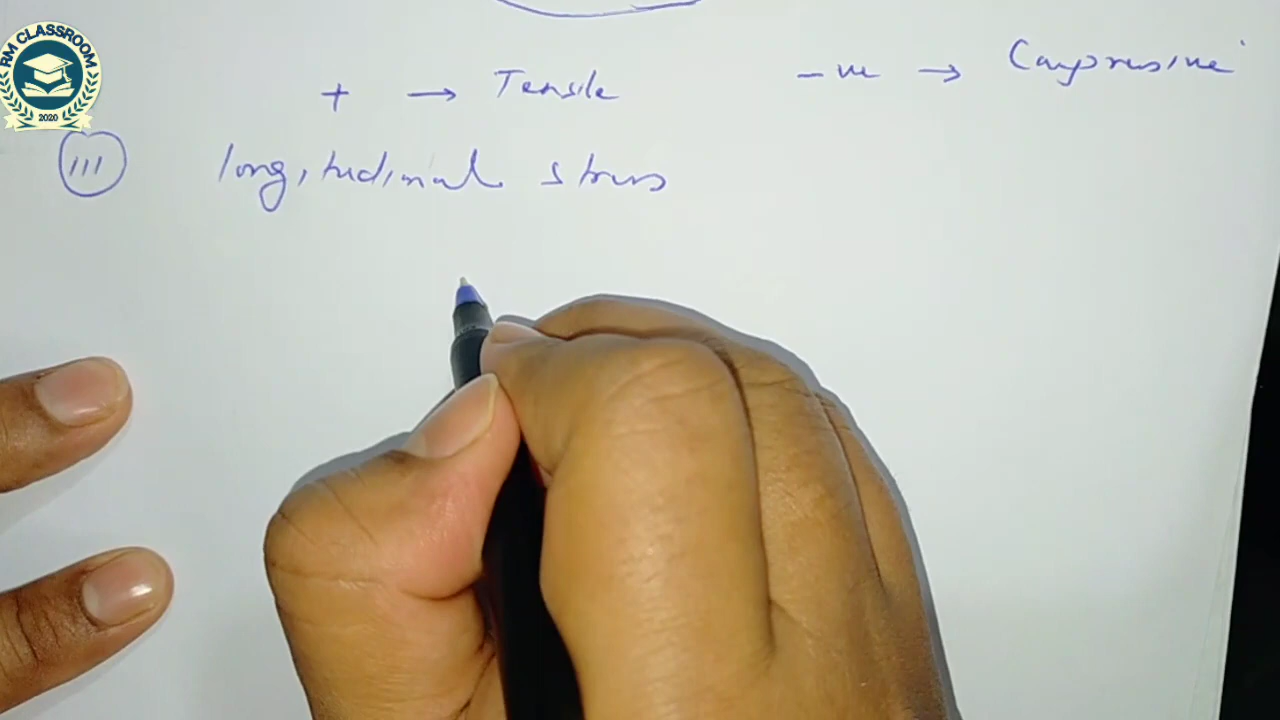 RM CLASSROOM
2020
+ → Tensile -ve → Compressive
(iii) longitudinal stress